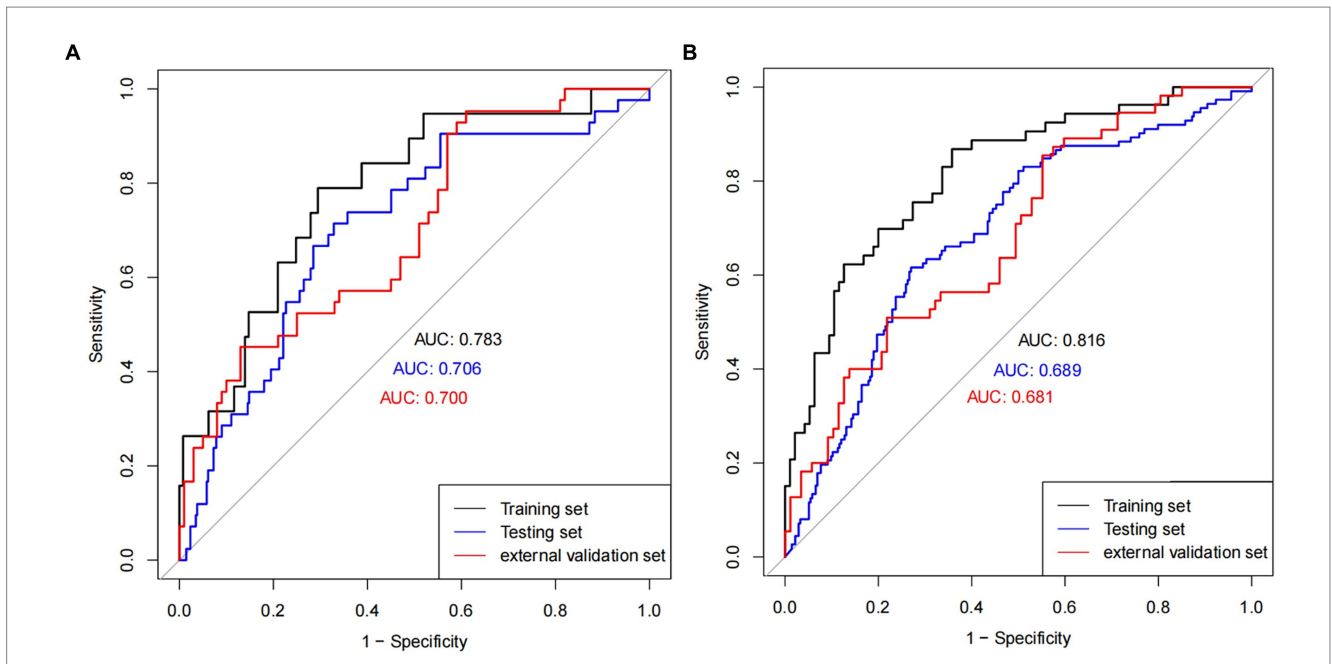 A
1.0
0.8
0.6
0.4
0.2
0.0
Sensitivity
AUC: 0.783
AUC: 0.706
AUC: 0.700
Training set
Testing set
external validation set
0.0 0.2 0.4 0.6 0.8 1.0
1 − Specificity
B
1.0
0.8
0.6
0.4
0.2
0.0
Sensitivity
AUC: 0.816
AUC: 0.689
AUC: 0.681
Training set
Testing set
external validation set
0.0 0.2 0.4 0.6 0.8 1.0
1 − Specificity